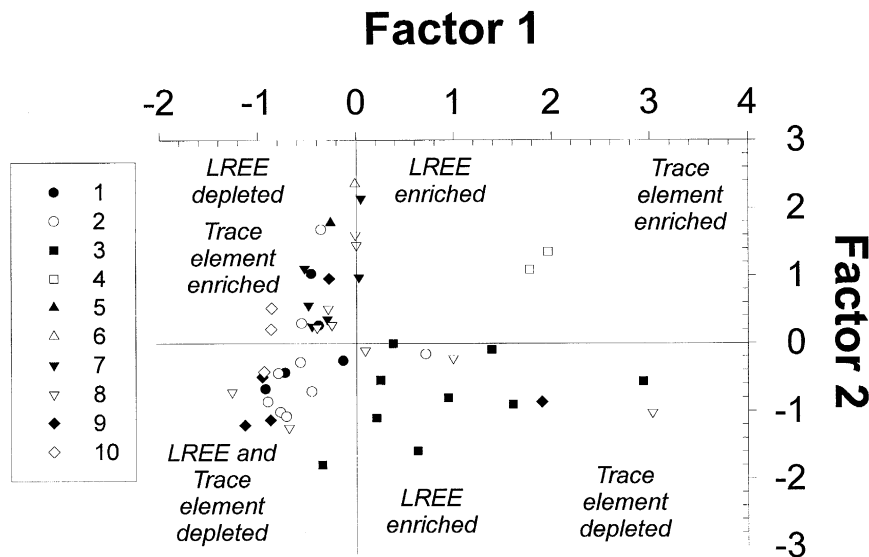 Factor 1
-2 -1 0 1 2 3 4
3
2
1
0
-1
-2
-3
Factor 2
LREE
depleted
LREE
enriched
Trace
element
enriched
Trace
element
enriched
1
2
3
4
5
6
7
8
9
10
LREE and
Trace
element
depleted
LREE
enriched
Trace
element
depleted